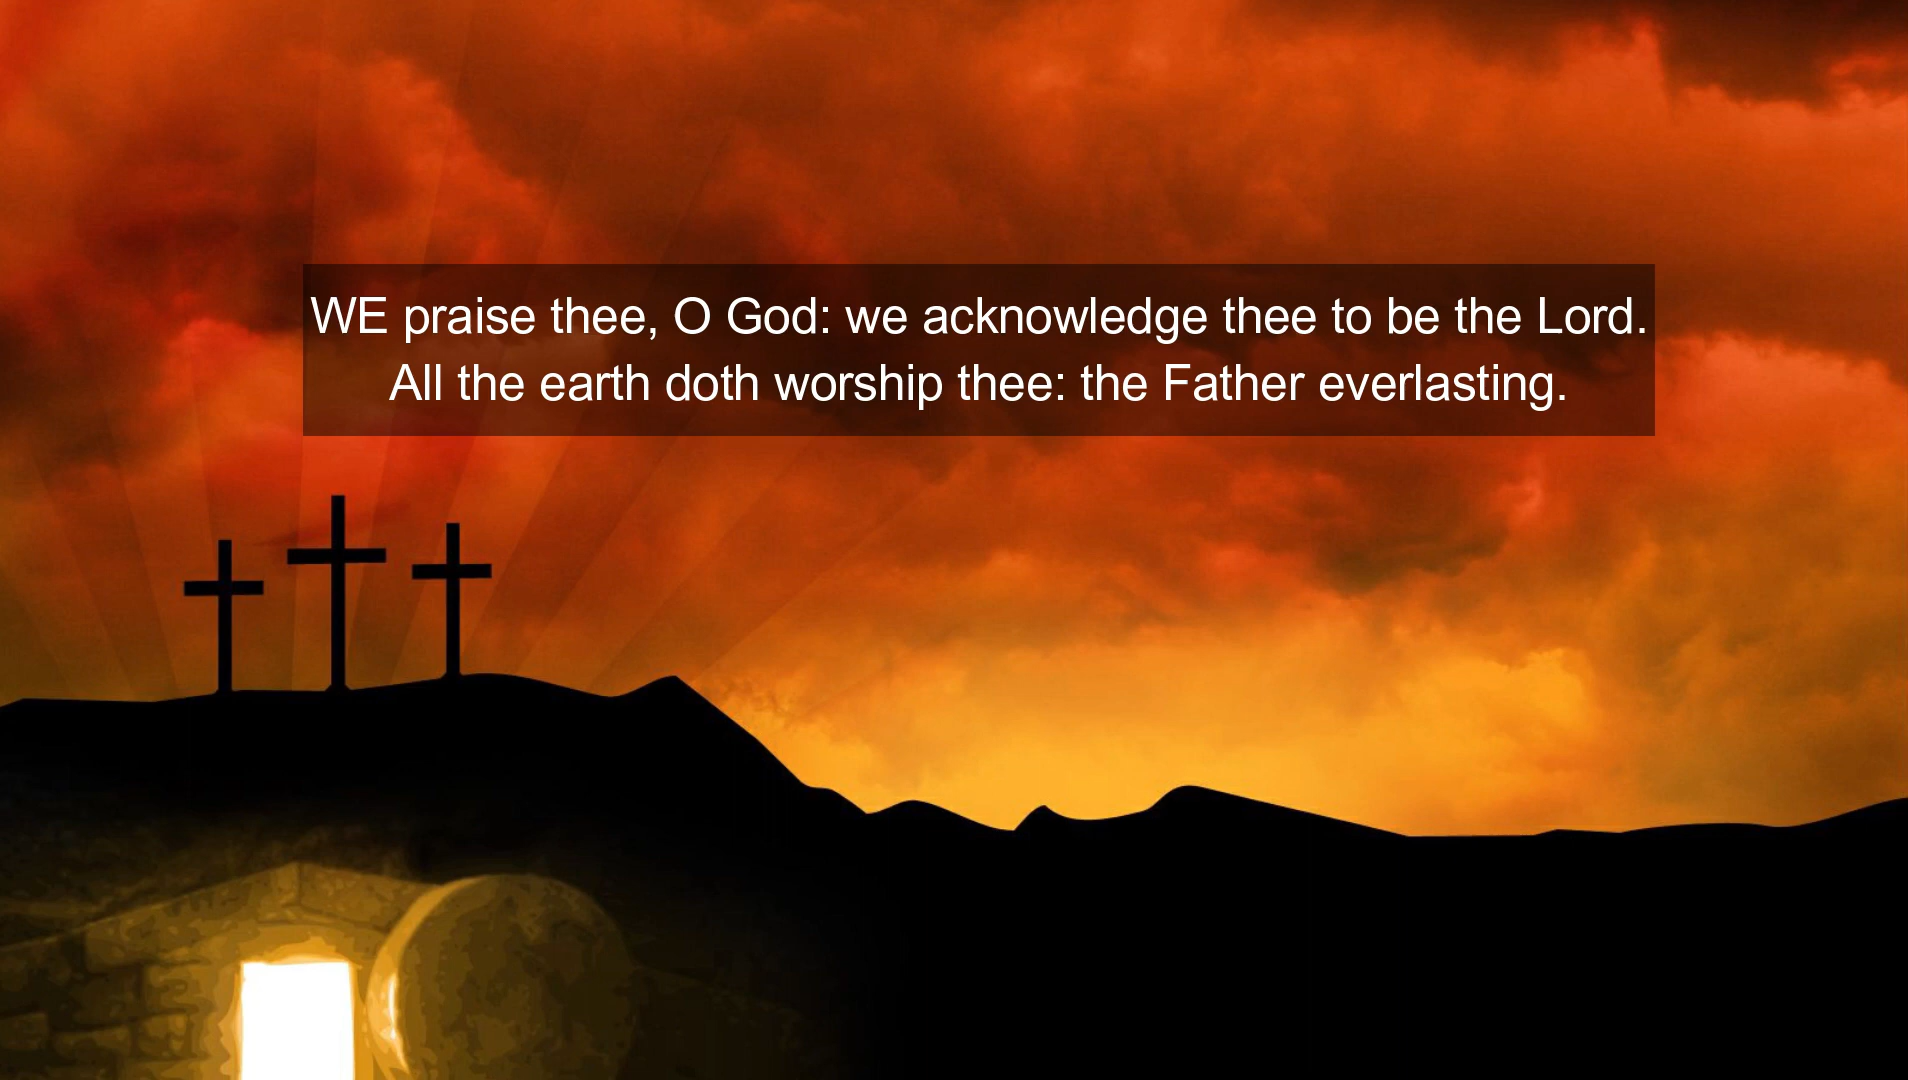 WE praise thee, O God: we acknowledge thee to be the Lord.
All the earth doth worship thee: the Father everlasting.